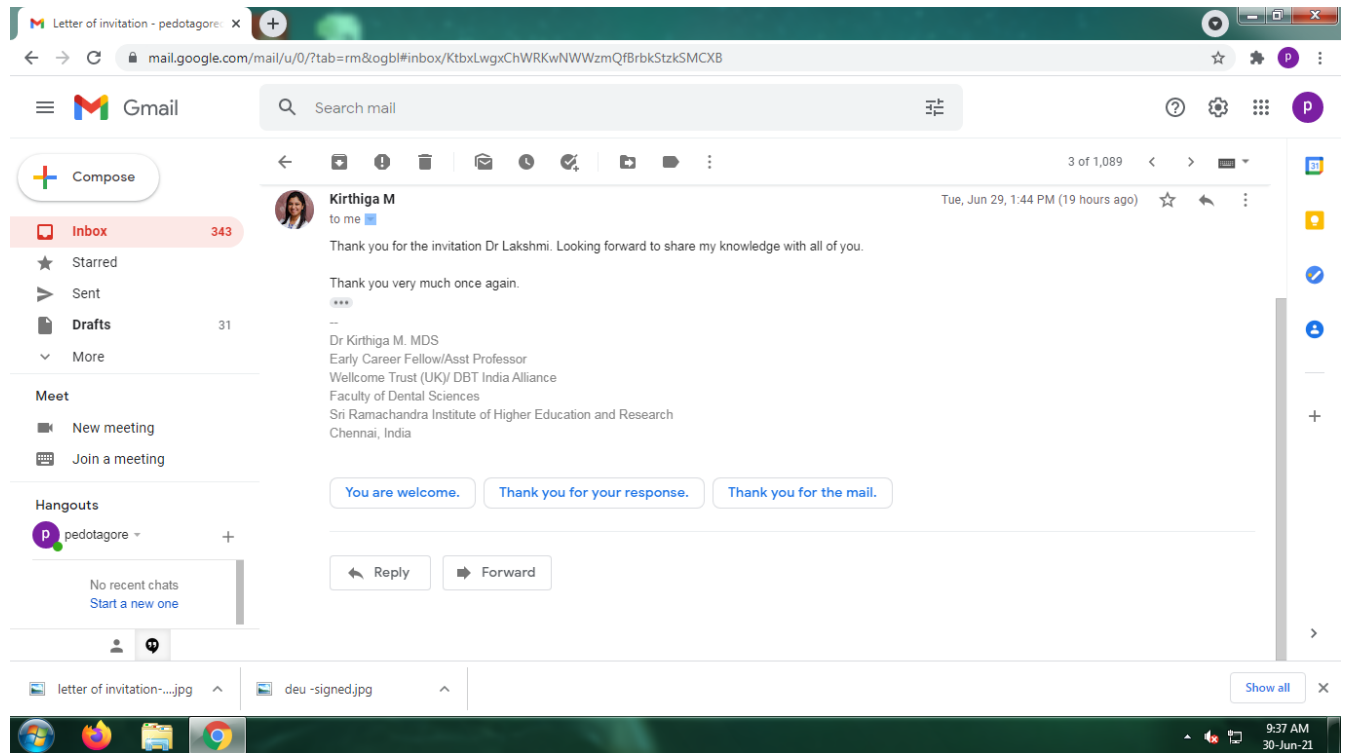 Letter of invitation - pedotagore
mail.google.com/mail/u/0/?tab=rm&ogbl#inbox/KtbxLwgxChWRKwNWWzmQfBrbkStzkSMCXB
p
Gmail
Search mail
p
Compose
3 of 1,089
31
Inbox 343
Starred
Sent
Drafts 31
More
Meet
New meeting
Join a meeting
Hangouts
p pedotagore
No recent chats
Start a new one
Kirthiga M
Tue, Jun 29, 1:44 PM (19 hours ago)
to me
Thank you for the invitation Dr Lakshmi. Looking forward to share my knowledge with all of you.
Thank you very much once again.
...
--
Dr Kirthiga M. MDS
Early Career Fellow/Asst Professor
Wellcome Trust (UK)/ DBT India Alliance
Faculty of Dental Sciences
Sri Ramachandra Institute of Higher Education and Research
Chennai, India
You are welcome.
Thank you for your response.
Thank you for the mail.
Reply
Forward
letter of invitation-....jpg
deu -signed.jpg
Show all
9:37 AM
30-Jun-21